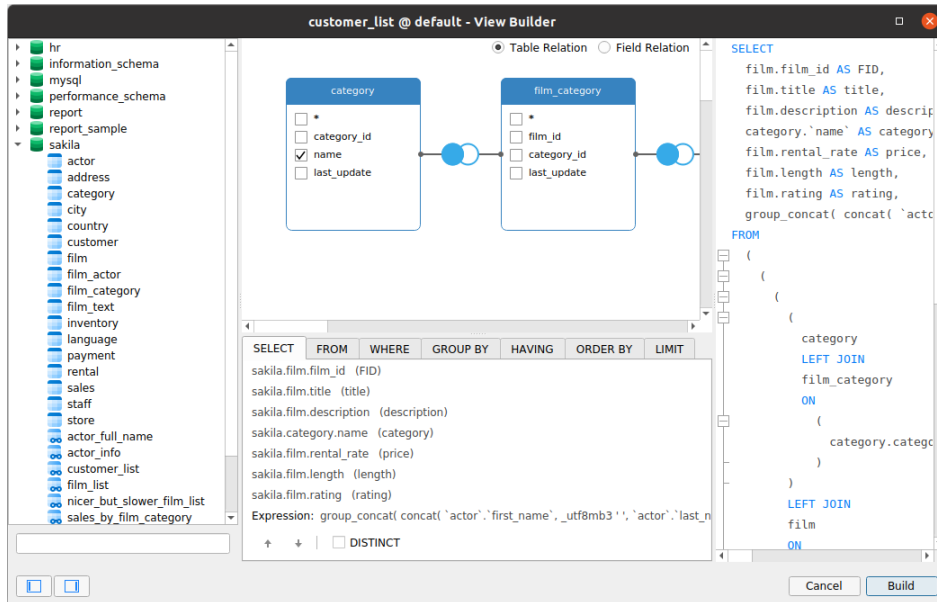 customer_list @ default - View Builder
hr
information_schema
mysql
performance_schema
report
report_sample
sakila
actor
address
category
city
country
customer
film
film_actor
film_category
film_text
inventory
language
payment
rental
sales
staff
store
actor_full_name
actor_info
customer_list
film_list
nicer_but_slower_film_list
sales_by_film_category
Table Relation Field Relation
category
*
category_id
name
last_update
film_category
*
film_id
category_id
last_update
SELECT FROM WHERE GROUP BY HAVING ORDER BY LIMIT
sakila.film.film_id (FID)
sakila.film.title (title)
sakila.film.description (description)
sakila.category.name (category)
sakila.film.rental_rate (price)
sakila.film.length (length)
sakila.film.rating (rating)
Expression: group_concat( concat( `actor`.`first_name`, _utf8mb3 ' ', `actor`.`last_n
DISTINCT
SELECT
film.film_id AS FID,
film.title AS title,
film.description AS descrip
category.`name` AS category
film.rental_rate AS price,
film.length AS length,
film.rating AS rating,
group_concat( concat( `acto
FROM
(
(
(
(
category
LEFT JOIN
film_category
ON
(
category.catego
)
)
LEFT JOIN
film
ON
Cancel Build